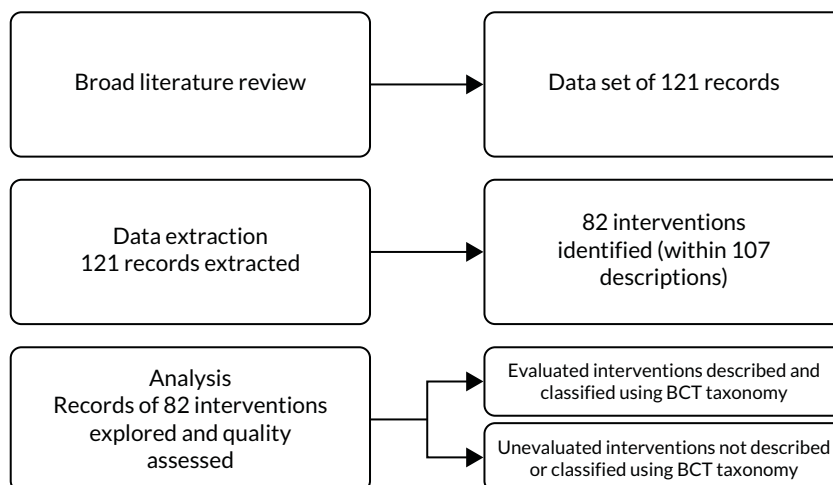 Broad literature review
Data set of 121 records
Data extraction
121 records extracted
82 interventions
identified (within 107
descriptions)
Analysis
Records of 82 interventions
explored and quality
assessed
Evaluated interventions described and
classified using BCT taxonomy
Unevaluated interventions not described
or classified using BCT taxonomy